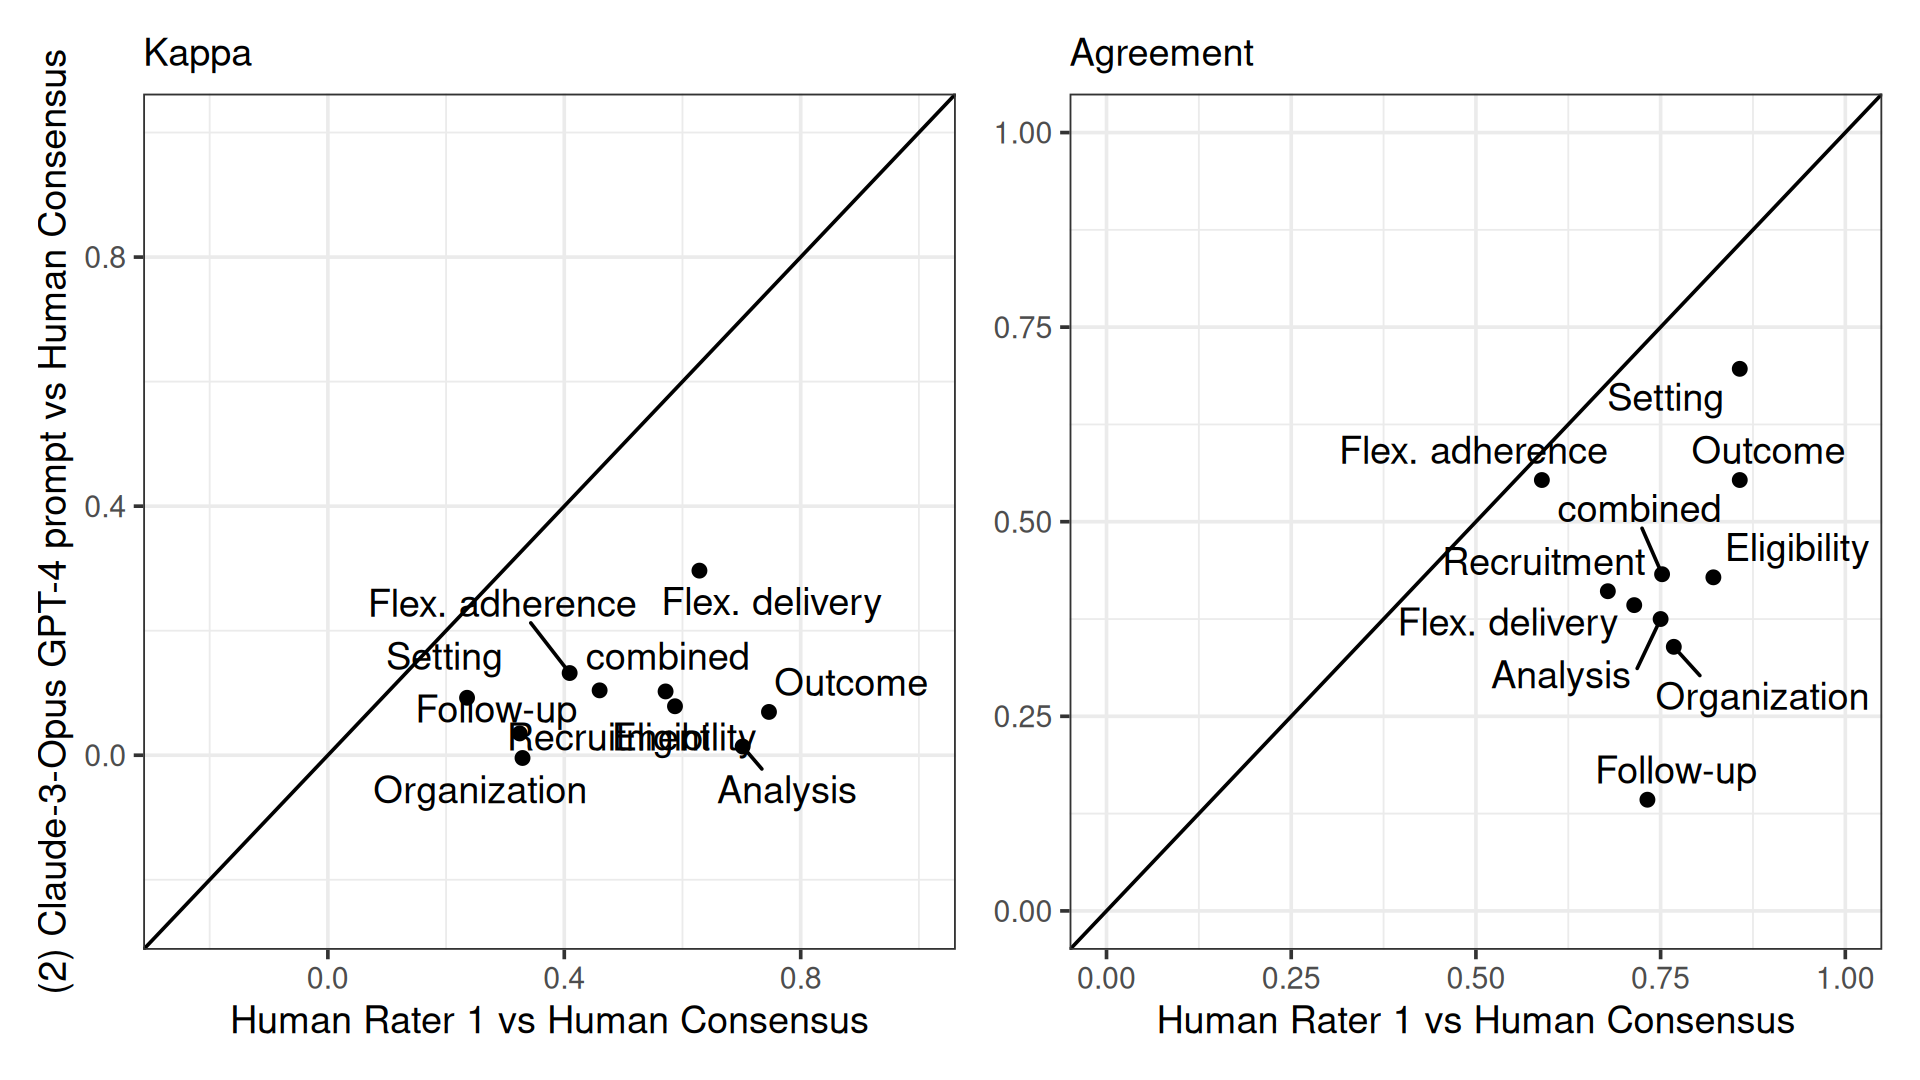 Kappa
Agreement
(2) Claude-3-Opus GPT-4 prompt vs Human Consensus
0.8
0.4
0.0
Flex. adherence
Flex. delivery
Setting
combined
Outcome
Follow-up
Recruitment
Eligibility
Organization
Analysis
0.0
0.4
0.8
Human Rater 1 vs Human Consensus
1.00
0.75
0.50
0.25
0.00
Setting
Flex. adherence
Outcome
combined
Eligibility
Recruitment
Flex. delivery
Analysis
Organization
Follow-up
0.00
0.25
0.50
0.75
1.00
Human Rater 1 vs Human Consensus